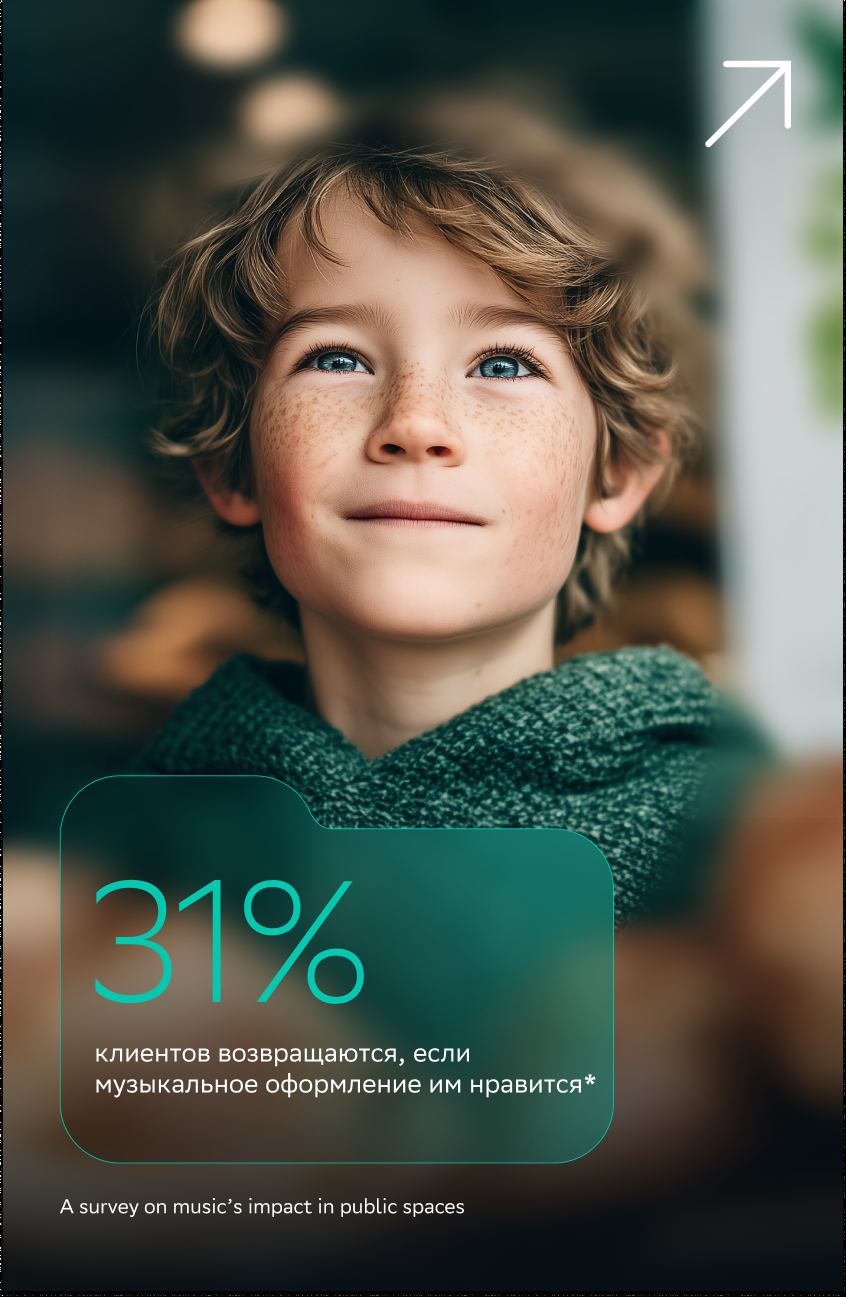 31%
клиентов возвращаются, если
музыкальное оформление им нравится*
A survey on music’s impact in public spaces